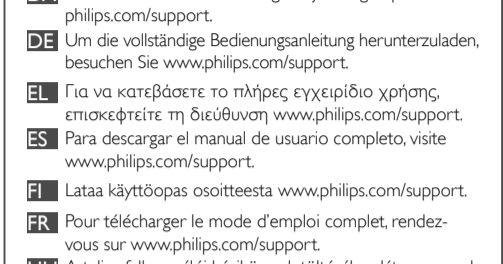 philips.com/support.
DE Um die vollständige Bedienungsanleitung herunterzuladen,
besuchen Sie www.philips.com/support.
EL Για να κατεβάσετε το πλήρες εγχειρίδιο χρήσης,
επισκεφτείτε τη διεύθυνση www.philips.com/support.
ES Para descargar el manual de usuario completo, visite
www.philips.com/support.
FI Lataa käyttöopas osoitteesta www.philips.com/support.
FR Pour télécharger le mode d'emploi complet, rendez-
vous sur www.philips.com/support.